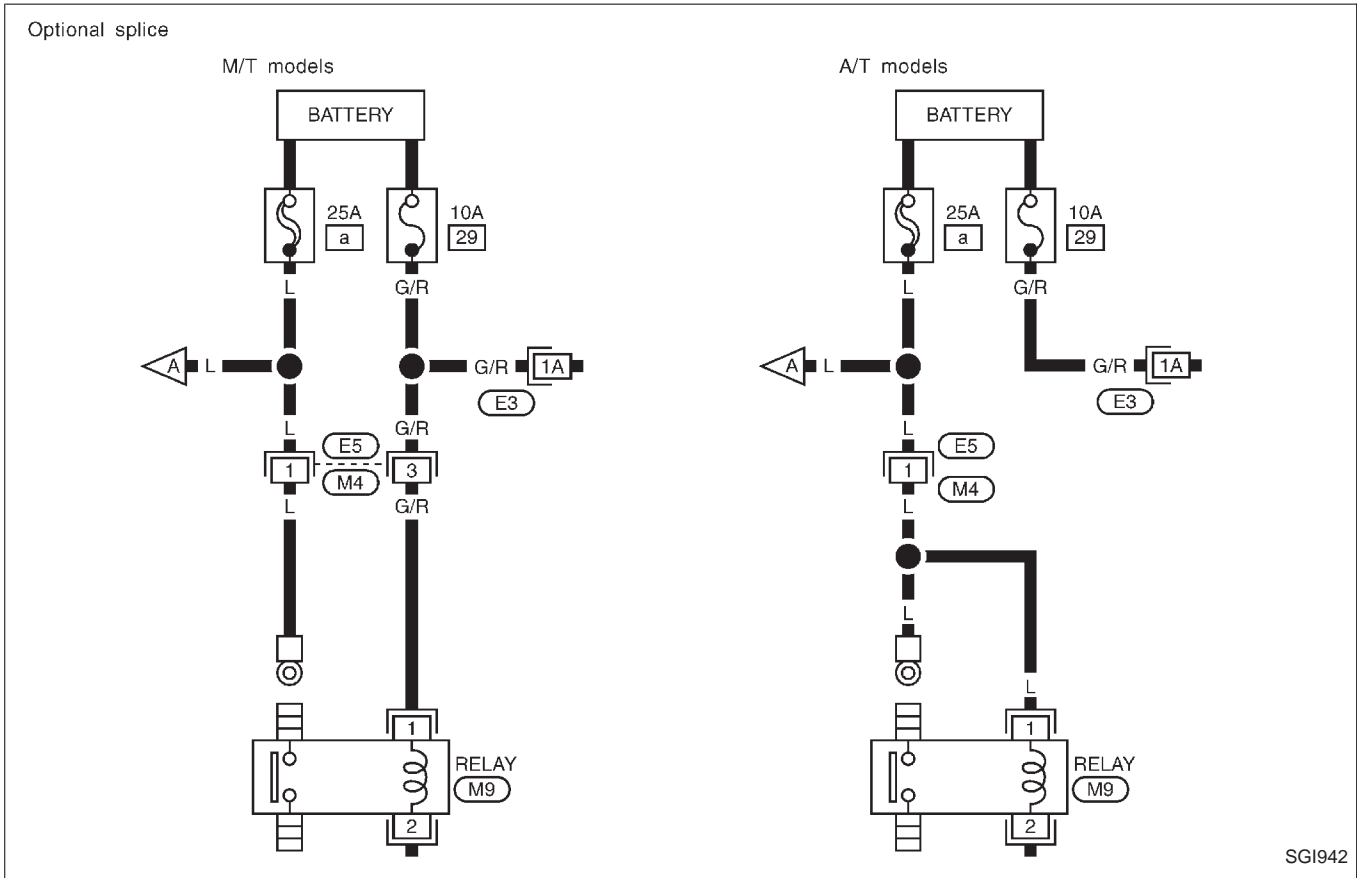 Optional splice
M/T models
BATTERY
25A
a
10A
29
L
G/R
A
L
G/R
1A
E3
L
G/R
E5
1
3
M4
L
G/R
1
RELAY
M9
2
A/T models
BATTERY
25A
a
10A
29
L
G/R
A
L
G/R
1A
E3
L
E5
1
M4
L
L
L
1
RELAY
M9
2
SGI942